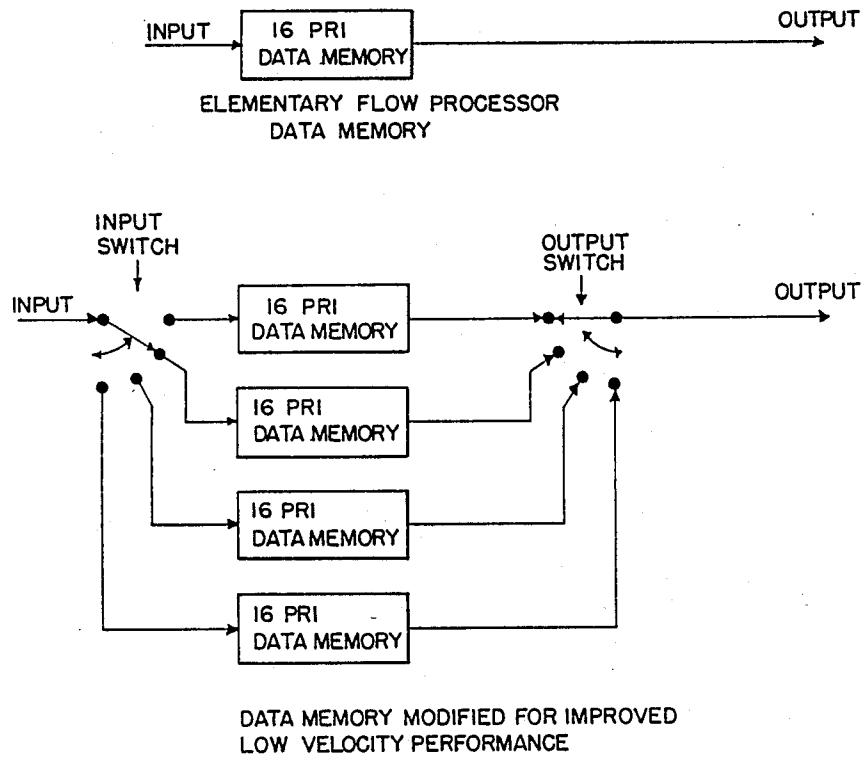 INPUT
16 PRI
DATA MEMORY
OUTPUT
ELEMENTARY FLOW PROCESSOR
DATA MEMORY
INPUT
SWITCH
OUTPUT
SWITCH
INPUT
16 PRI
DATA MEMORY
OUTPUT
16 PRI
DATA MEMORY
16 PRI
DATA MEMORY
16 PRI
DATA MEMORY
DATA MEMORY MODIFIED FOR IMPROVED
LOW VELOCITY PERFORMANCE